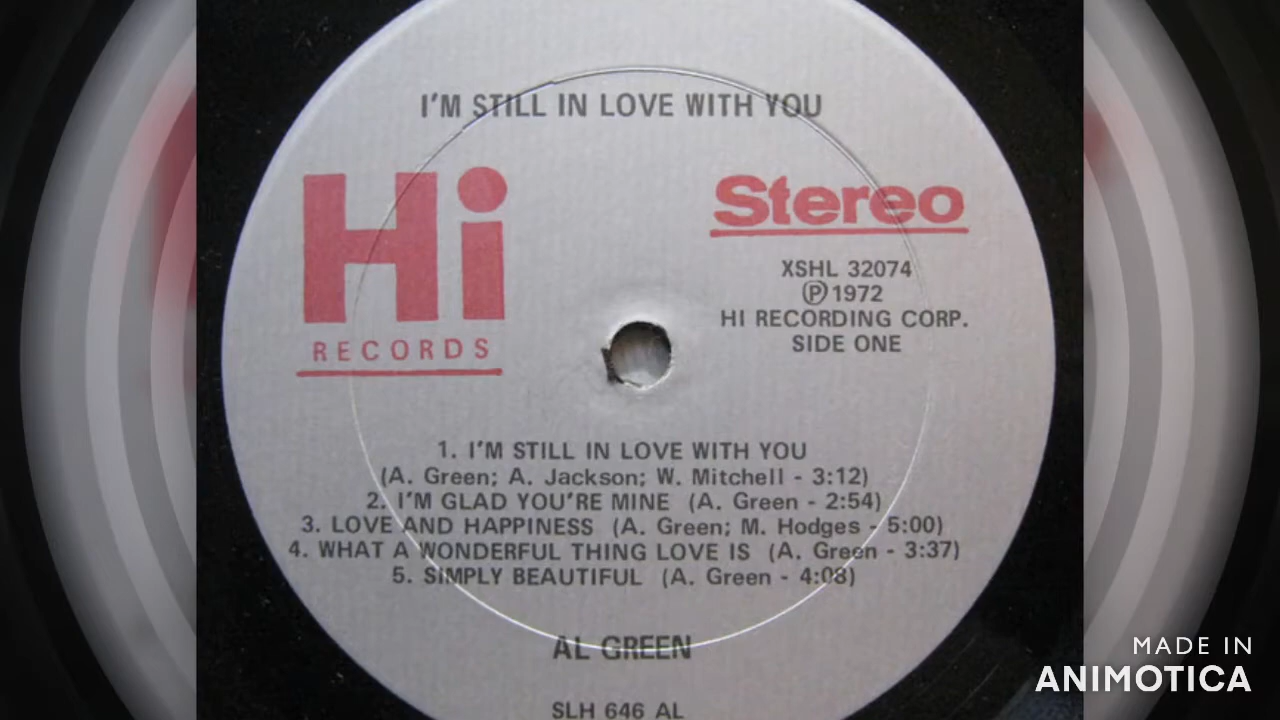 I'M STILL IN LOVE WITH YOU
Hi
RECORDS
Stereo
XSHL 32074
Ⓟ 1972
HI RECORDING CORP.
SIDE ONE
1. I'M STILL IN LOVE WITH YOU
(A. Green; A. Jackson; W. Mitchell - 3:12)
2. I'M GLAD YOU'RE MINE (A. Green - 2:54)
3. LOVE AND HAPPINESS (A. Green; M. Hodges - 5:00)
4. WHAT A WONDERFUL THING LOVE IS (A. Green - 3:37)
5. SIMPLY BEAUTIFUL (A. Green - 4:08)
AL GREEN
SLH 646 AL
MADE IN
ANIMOTICA